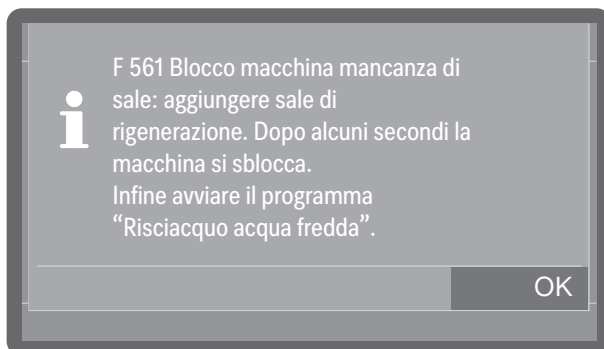 F 561 Blocco macchina mancanza di
sale: aggiungere sale di
rigenerazione. Dopo alcuni secondi la
macchina si sblocca.
Infine avviare il programma
“Risciacquo acqua fredda”.
OK